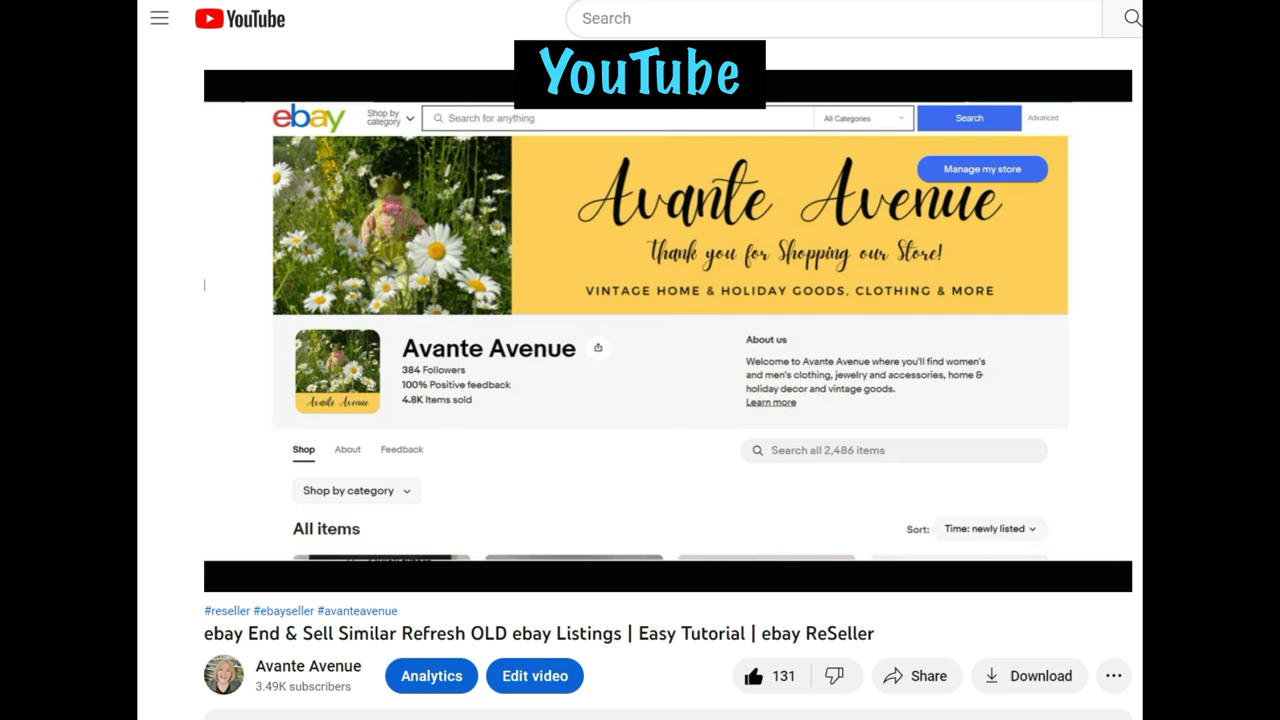 YouTube
Search
YouTube
ebay
Shop by category
Search for anything
All Categories
Search
Advanced
Manage my store
Avante Avenue
Thank you for Shopping our Store!
VINTAGE HOME & HOLIDAY GOODS, CLOTHING & MORE
Avante Avenue
Avante Avenue
384 Followers
100% Positive feedback
4.8K Items sold
About us
Welcome to Avante Avenue where you'll find women's
and men's clothing, jewelry and accessories, home &
holiday decor and vintage goods.
Learn more
Shop
About
Feedback
Search all 2,486 items
Shop by category
All items
Sort:
Time: newly listed
#reseller #ebayseller #avanteavenue
ebay End & Sell Similar Refresh OLD ebay Listings | Easy Tutorial | ebay ReSeller
Avante Avenue
3.49K subscribers
Analytics
Edit video
131
Share
Download